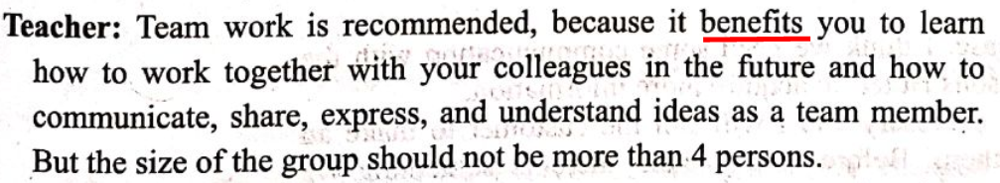 Teacher: Team work is recommended, because it benefits you to learn
how to work together with your colleagues in the future and how to
communicate, share, express, and understand ideas as a team member.
But the size of the group should not be more than 4 persons.